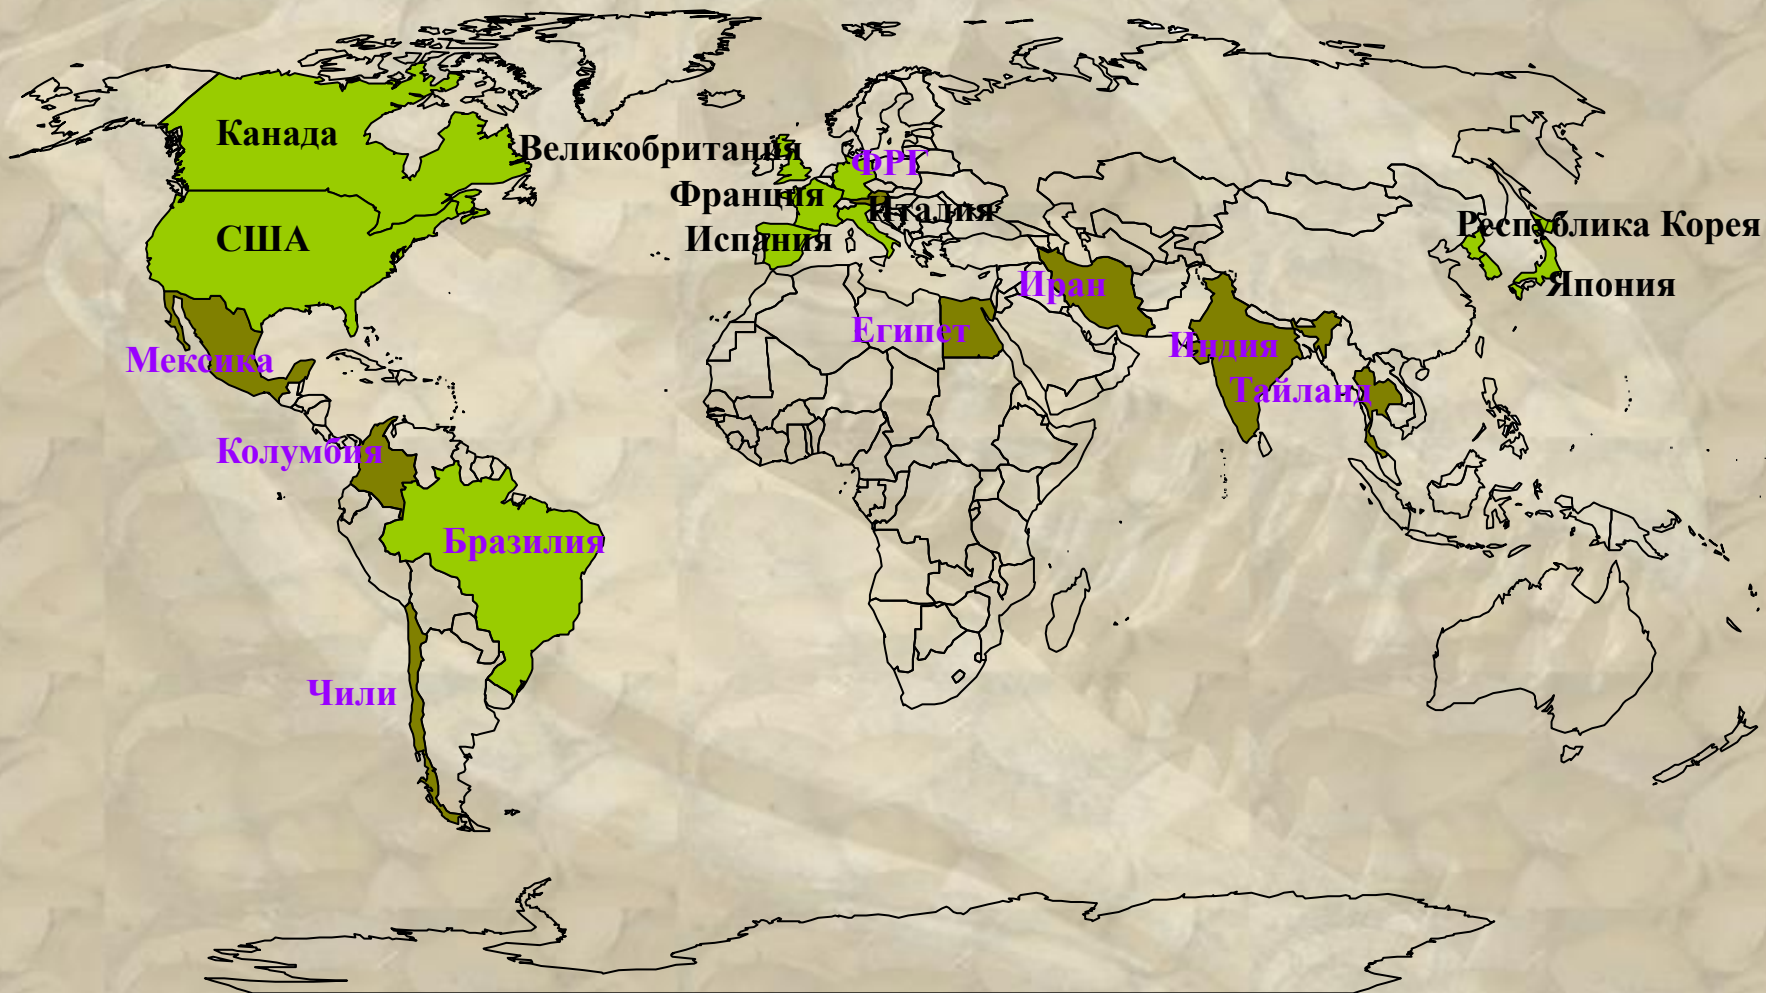 Канада
Великобритания
ФРГ
Франция
Италия
США
Испания
Республика Корея
Иран
Япония
Египет
Индия
Мексика
Тайланд
Колумбия
Бразилия
Чили